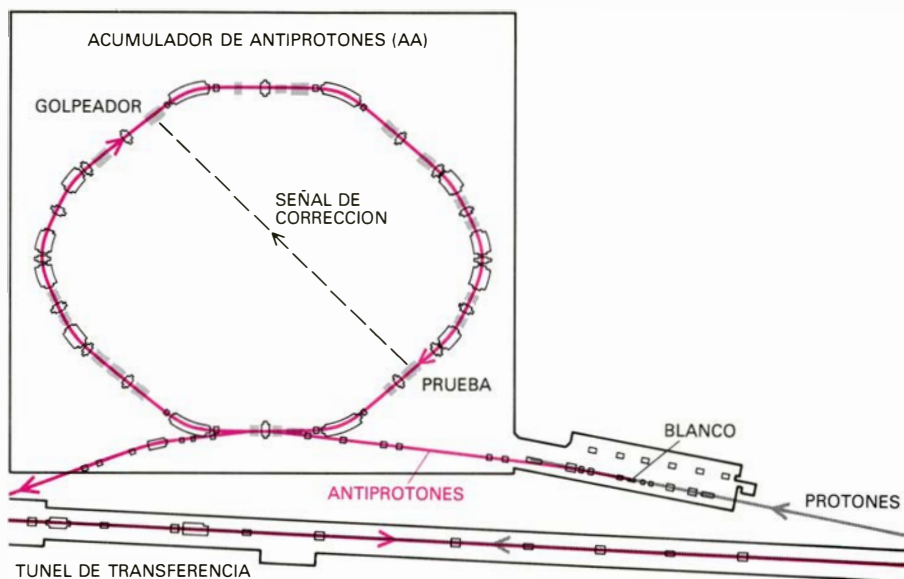 ACUMULADOR DE ANTIPROTONES (AA)
GOLPEADOR
SEÑAL DE
CORRECCION
PRUEBA
BLANCO
ANTIPROTONES
PROTONES
TUNEL DE TRANSFERENCIA